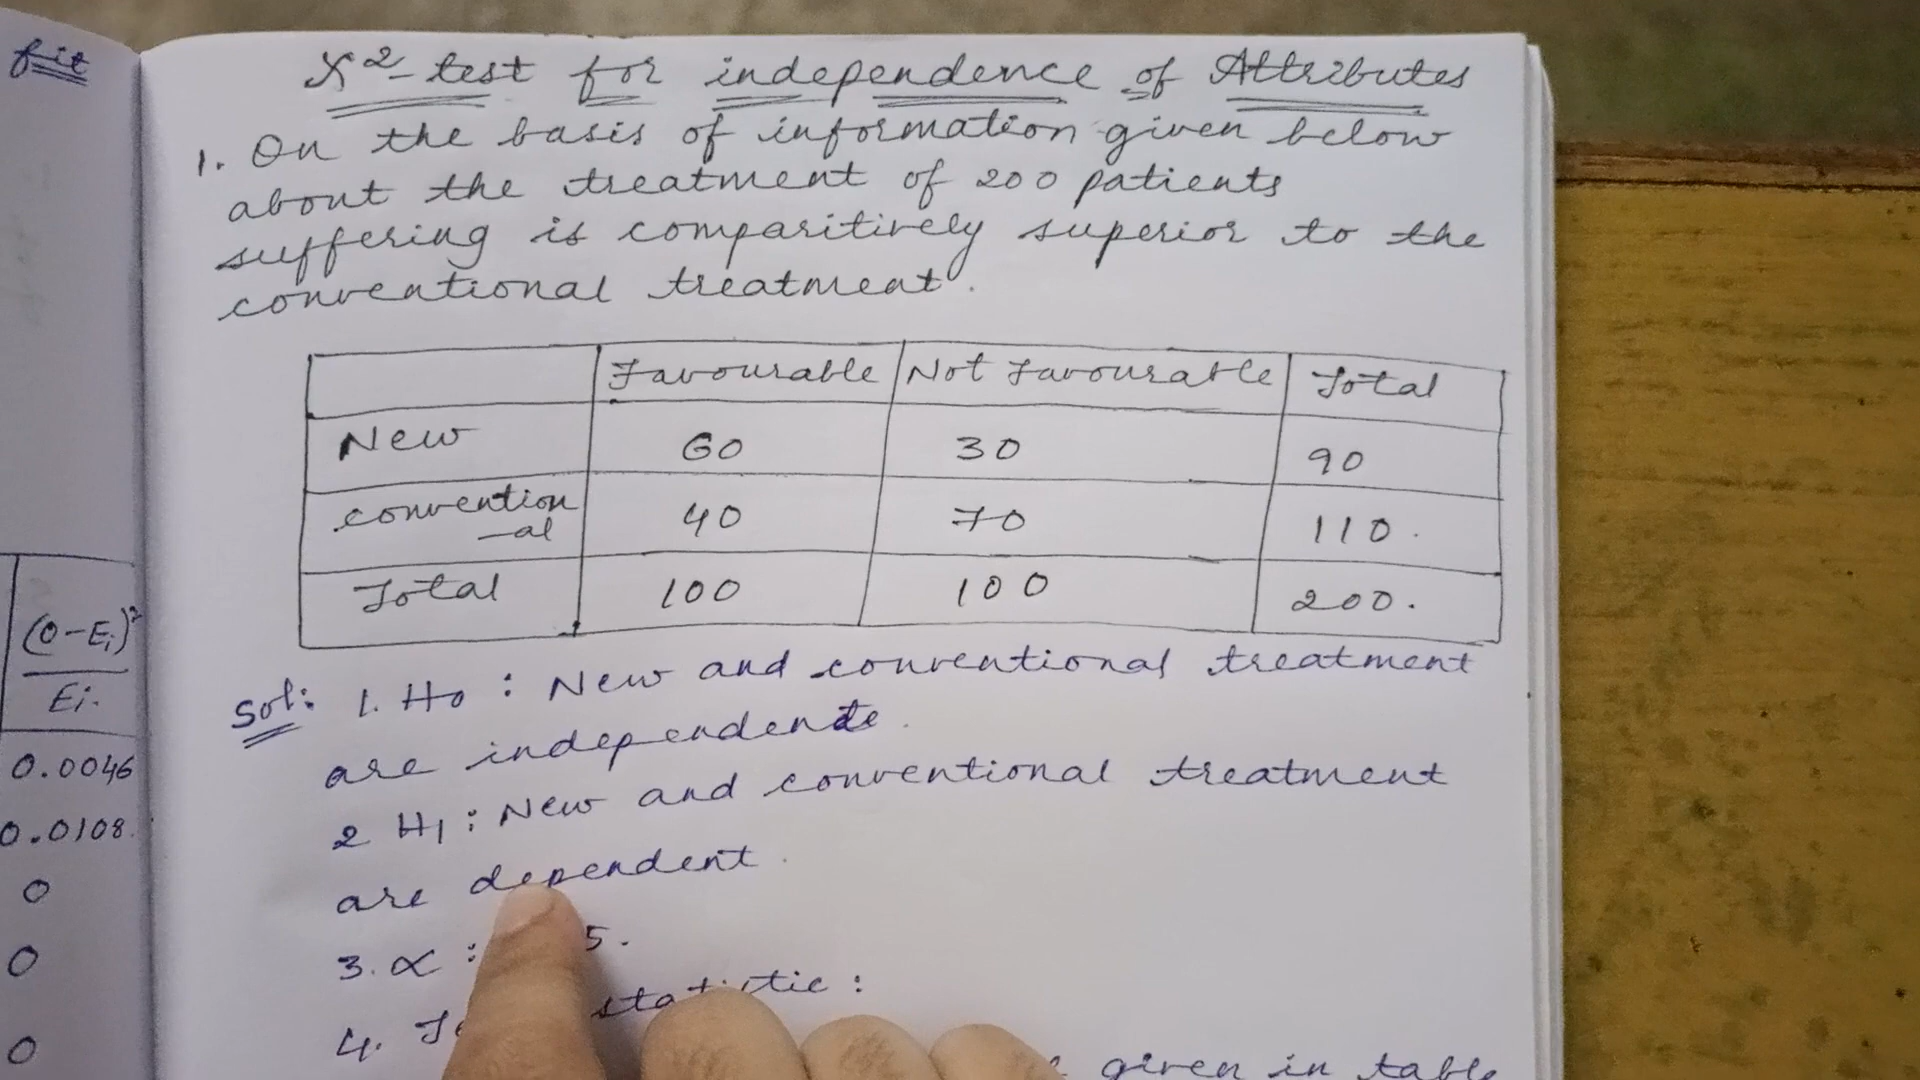 fit
(O-Ei)²
Ei.
0.0046
0.0108.
0
0
0
X²-test for independence of Attributes
1. On the basis of information given below
about the treatment of 200 patients
suffering is comparitively superior to the
conventional treatment.
Favourable Not Favourable Total
New 60 30 90
convention
-al 40 70 110.
Total 100 100 200.
Sol: 1. H0 : New and conventional treatment
are independente.
2 H1 : New and conventional treatment
are dependent.
3. α : 5.
4. statistic :
given in table